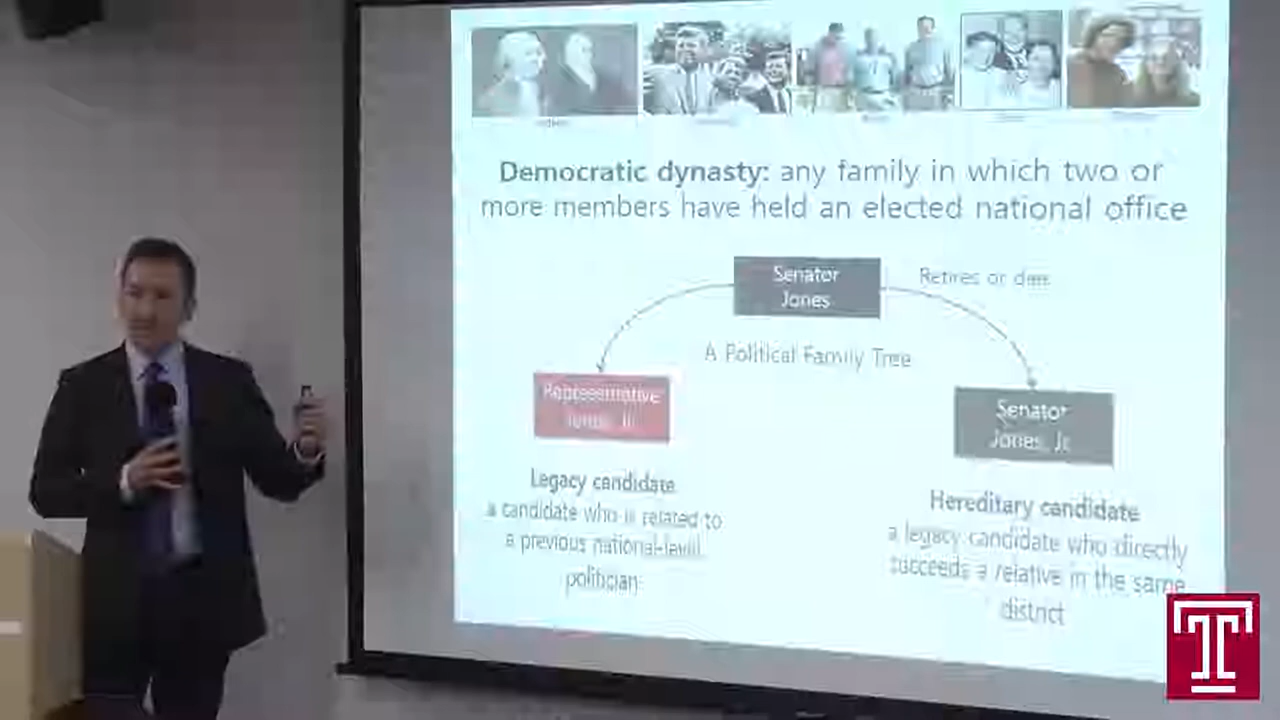 Democratic dynasty: any family in which two or
more members have held an elected national office
Senator
Jones
Retires or dies
A Political Family Tree
Representative
Jones, Jr.
Senator
Jones, Jr.
Legacy candidate
a candidate who is related to
a previous national-level
politician
Hereditary candidate
a legacy candidate who directly
succeeds a relative in the same
district
T